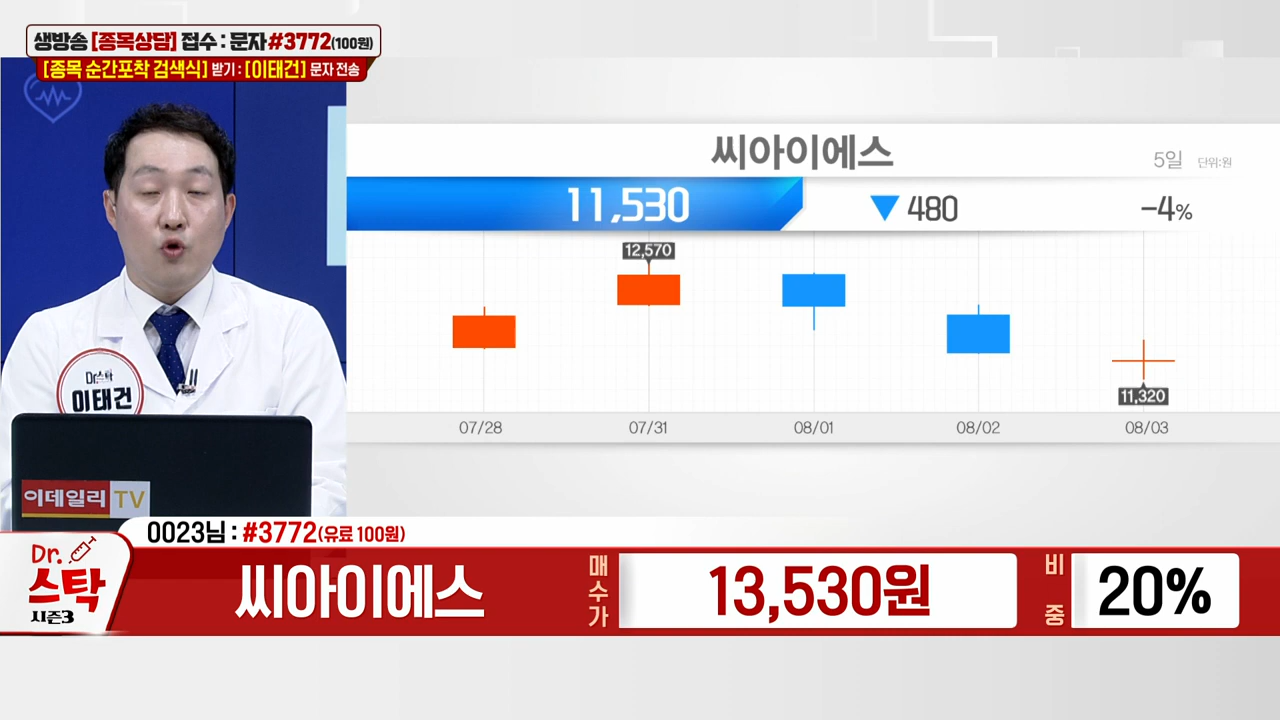 생방송 [종목상담] 접수 : 문자#3772(100원)
[종목 순간포착 검색식] 받기 : [이태건] 문자 전송
씨아이에스
5일 단위:원
11,530 ▼480 -4%
12,570
11,320
07/28 07/31 08/01 08/02 08/03
Dr.스탁
이태건
이데일리 TV
0023님 : #3772(유료 100원)
Dr.
스탁
시즌3
씨아이에스
매수가
13,530원
비중
20%